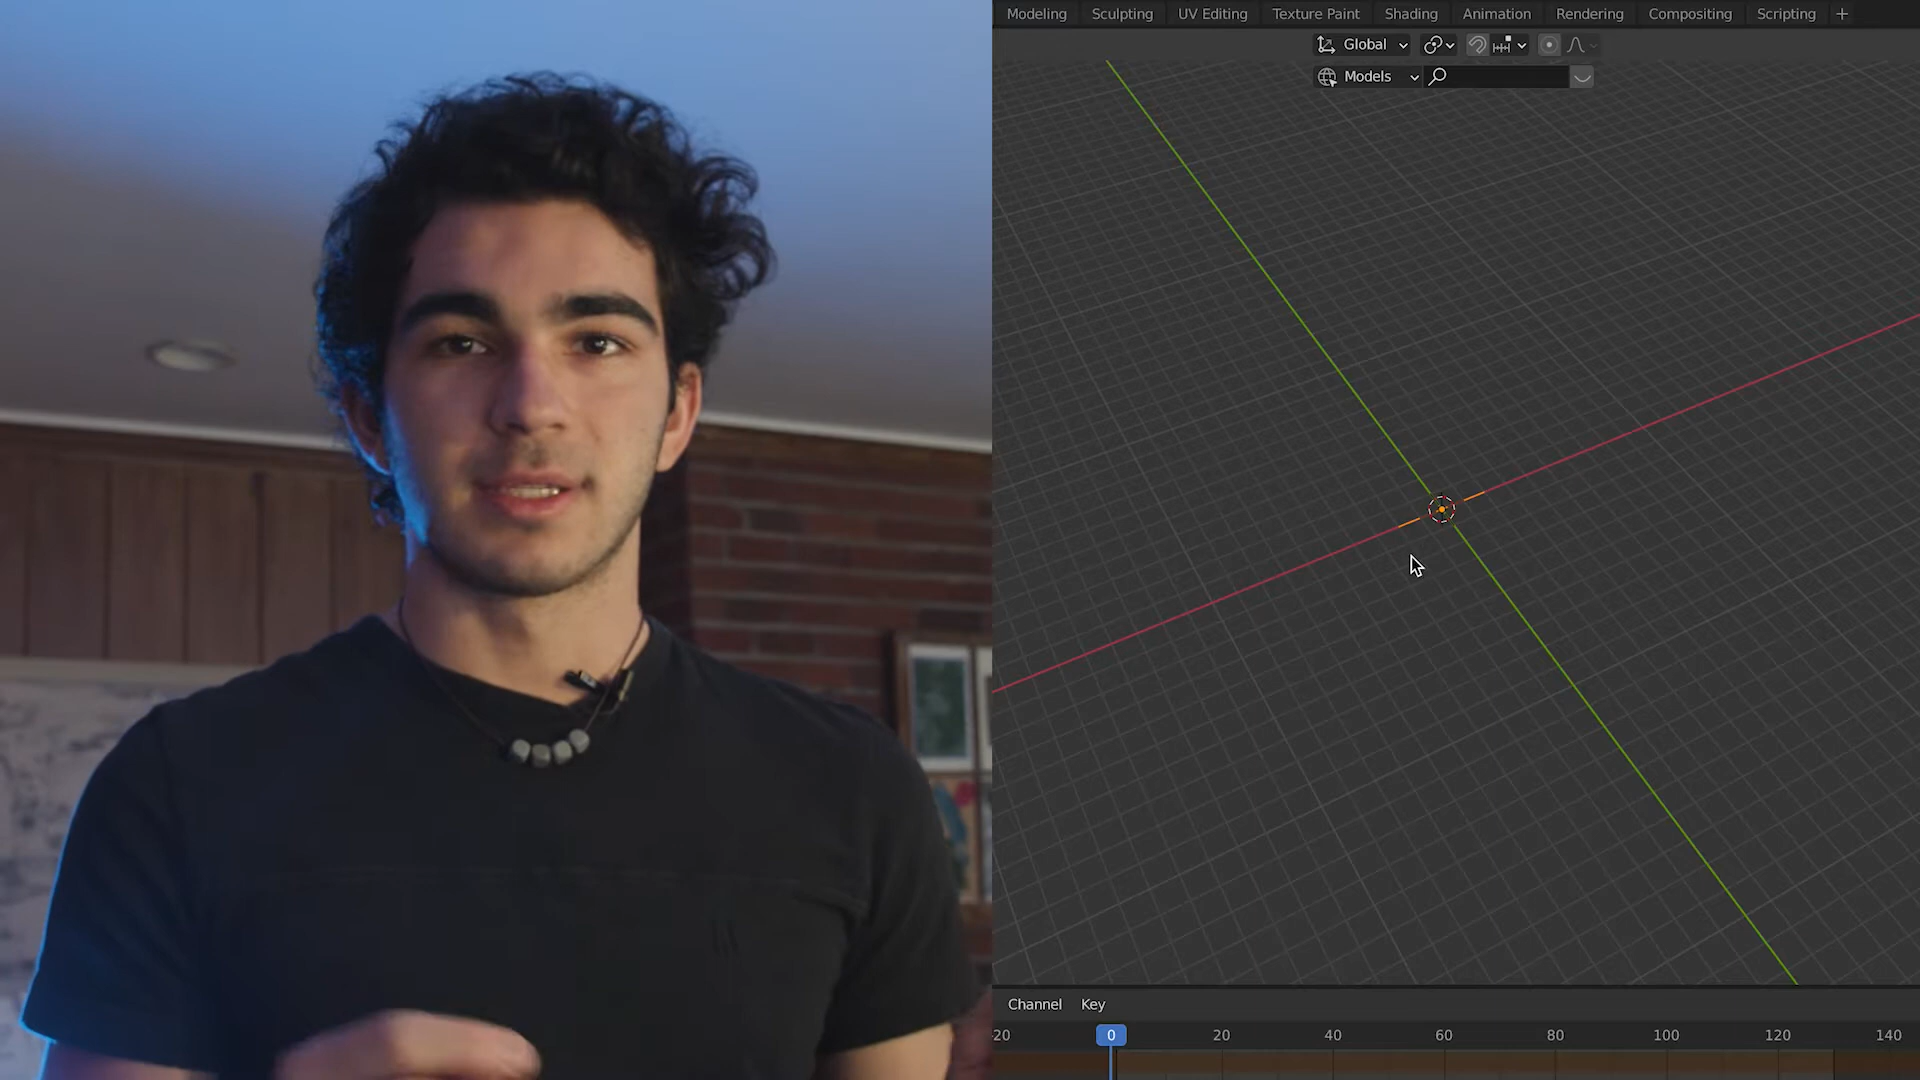 Modeling Sculpting UV Editing Texture Paint Shading Animation Rendering Compositing Scripting +
Global
Models
Channel Key
20 0 20 40 60 80 100 120 140